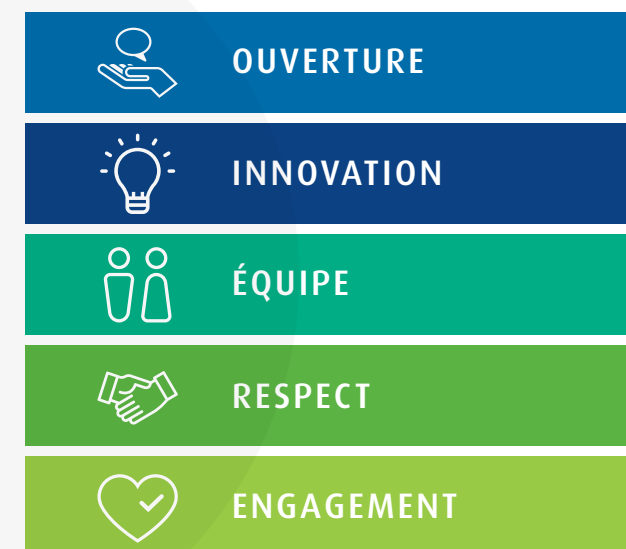 OUVERTURE
INNOVATION
ÉQUIPE
RESPECT
ENGAGEMENT